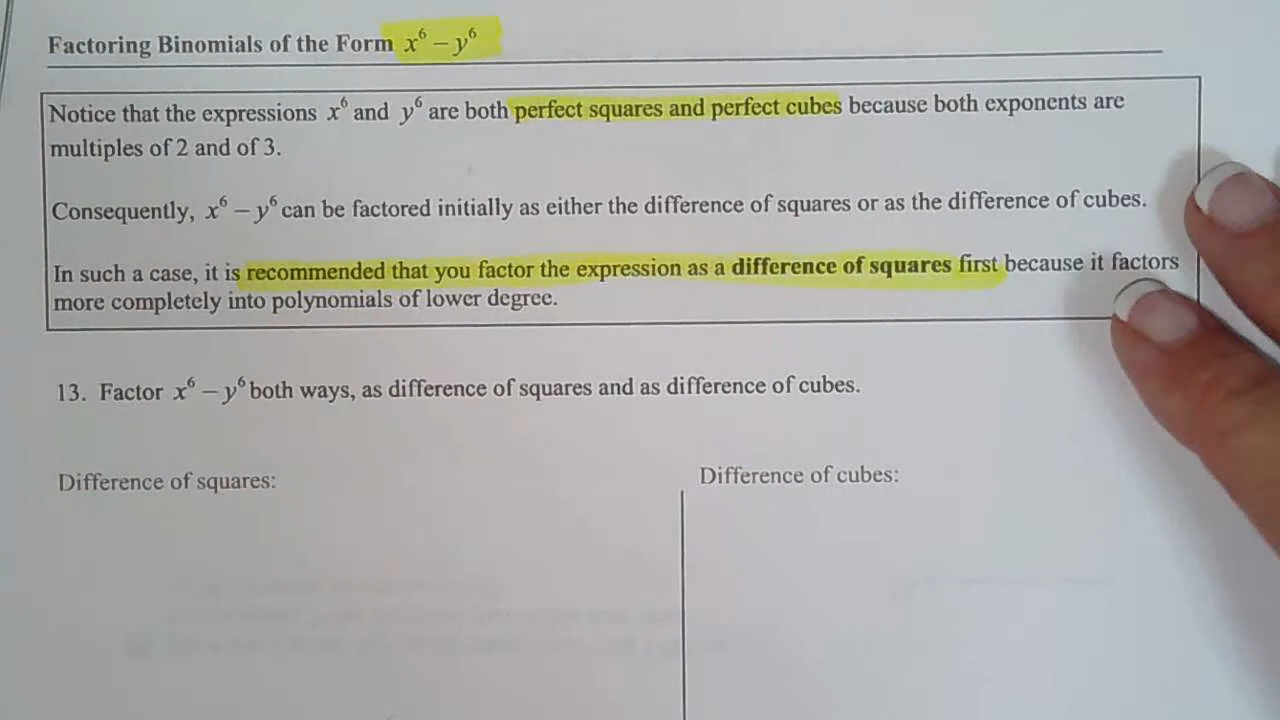 Factoring Binomials of the Form x⁶ – y⁶
Notice that the expressions x⁶ and y⁶ are both perfect squares and perfect cubes because both exponents are
multiples of 2 and of 3.
Consequently, x⁶ – y⁶ can be factored initially as either the difference of squares or as the difference of cubes.
In such a case, it is recommended that you factor the expression as a difference of squares first because it factors
more completely into polynomials of lower degree.
13. Factor x⁶ – y⁶ both ways, as difference of squares and as difference of cubes.
Difference of squares:
Difference of cubes: